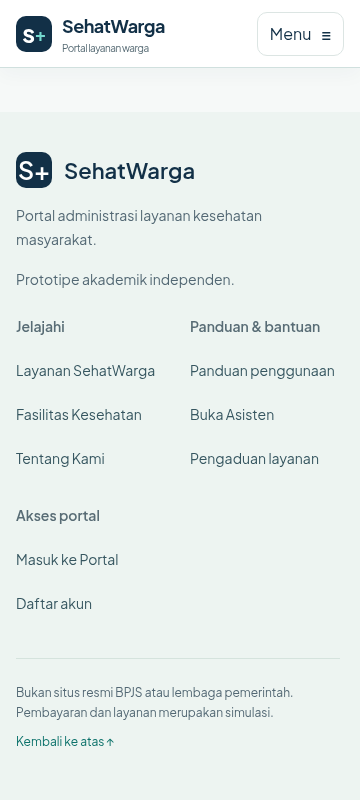 S+ SehatWarga
Portal layanan warga
Menu ≡
S+ SehatWarga
Portal administrasi layanan kesehatan
masyarakat.
Prototipe akademik independen.
Jelajahi
Layanan SehatWarga
Fasilitas Kesehatan
Tentang Kami
Panduan & bantuan
Panduan penggunaan
Buka Asisten
Pengaduan layanan
Akses portal
Masuk ke Portal
Daftar akun
Bukan situs resmi BPJS atau lembaga pemerintah.
Pembayaran dan layanan merupakan simulasi.
Kembali ke atas ↑